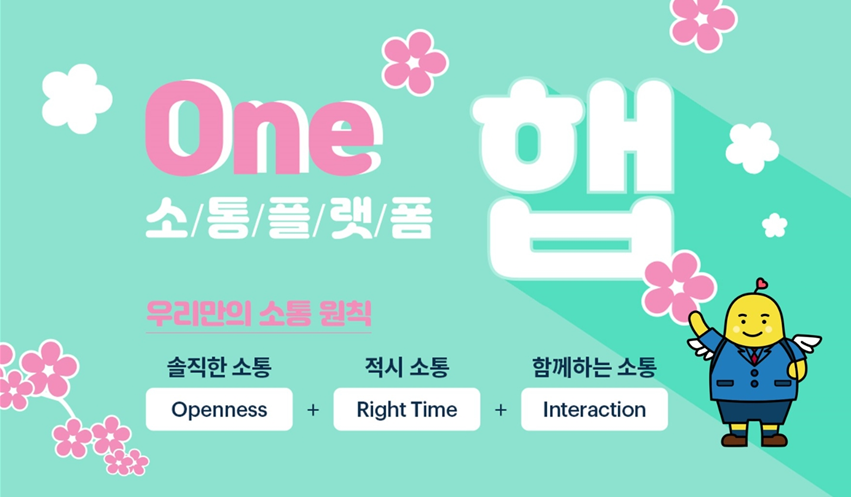 One
소/통/플/랫/폼
햅
우리만의 소통 원칙
솔직한 소통 적시 소통 함께하는 소통
Openness + Right Time + Interaction